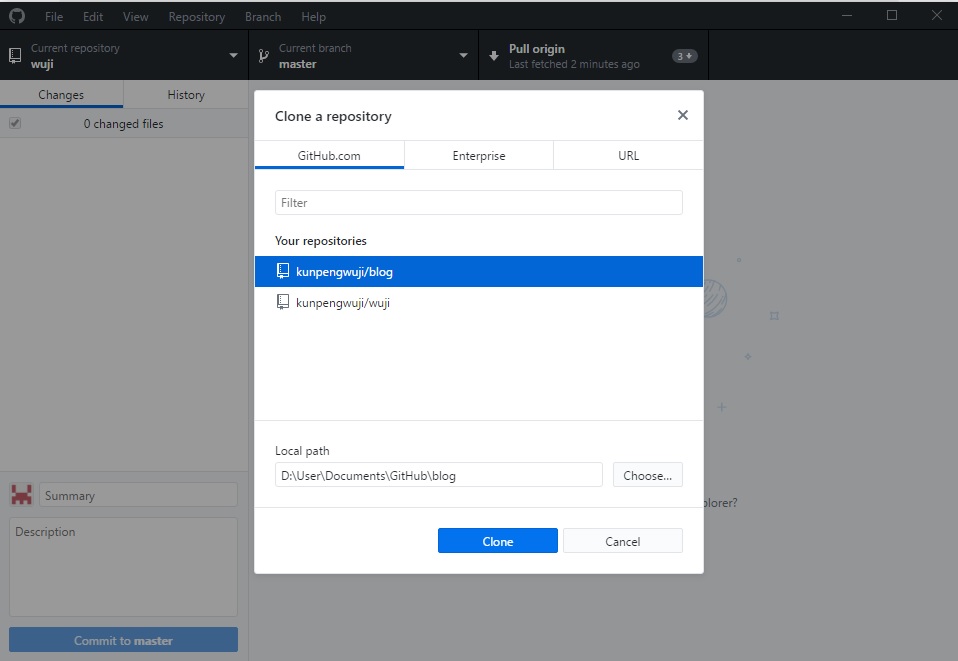 File Edit View Repository Branch Help
Current repository
wuji
Current branch
master
Pull origin
Last fetched 2 minutes ago
3
Changes History
0 changed files
Clone a repository
GitHub.com Enterprise URL
Filter
Your repositories
kunpengwuji/blog
kunpengwuji/wuji
Local path
D:\User\Documents\GitHub\blog
Choose...
plorer?
Clone Cancel
Summary
Description
Commit to master